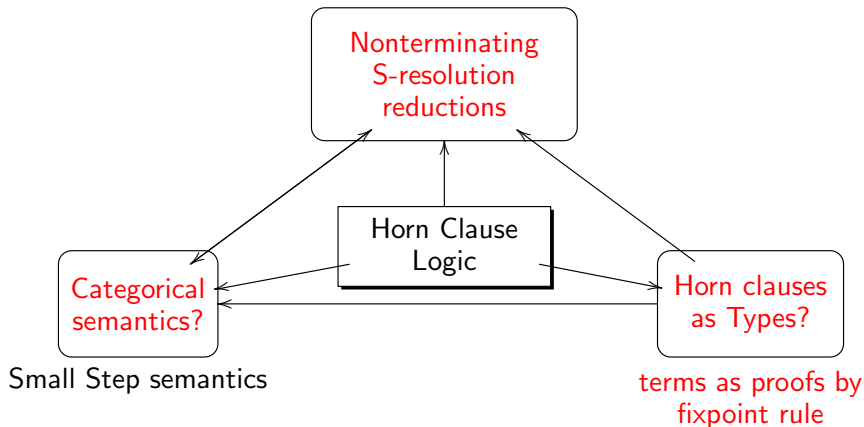 Nonterminating
S-resolution
reductions
Horn Clause
Logic
Categorical
semantics?
Horn clauses
as Types?
Small Step semantics
terms as proofs by
fixpoint rule